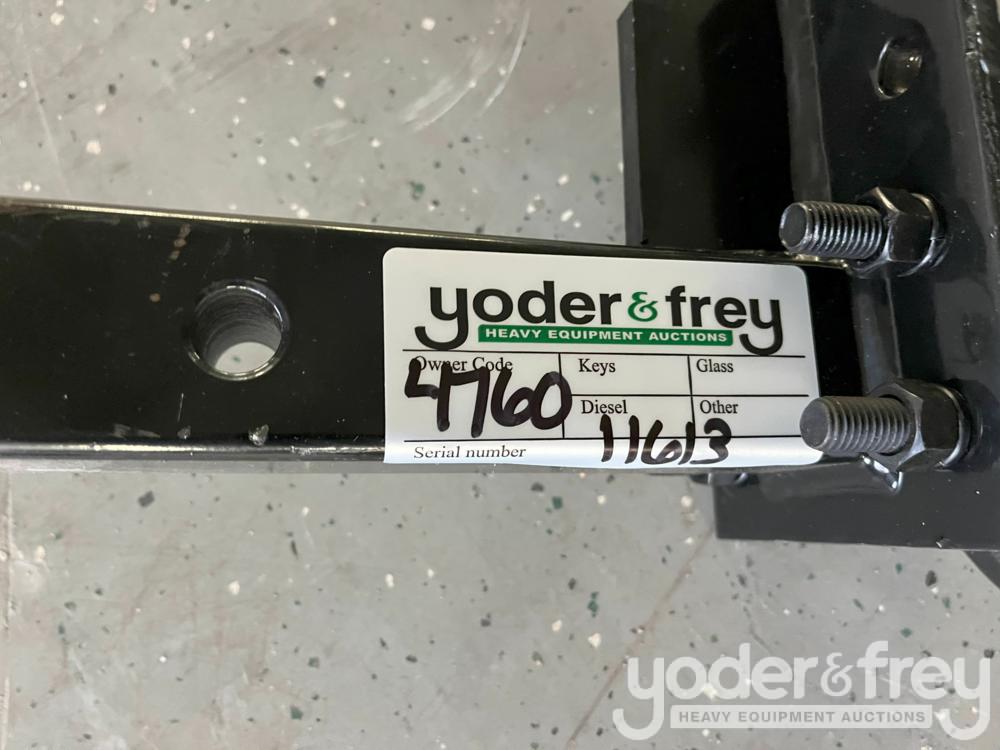 yoder & frey
HEAVY EQUIPMENT AUCTIONS
Owner Code Keys Glass
4760 Diesel Other
Serial number 11613
yoder & frey
HEAVY EQUIPMENT AUCTIONS